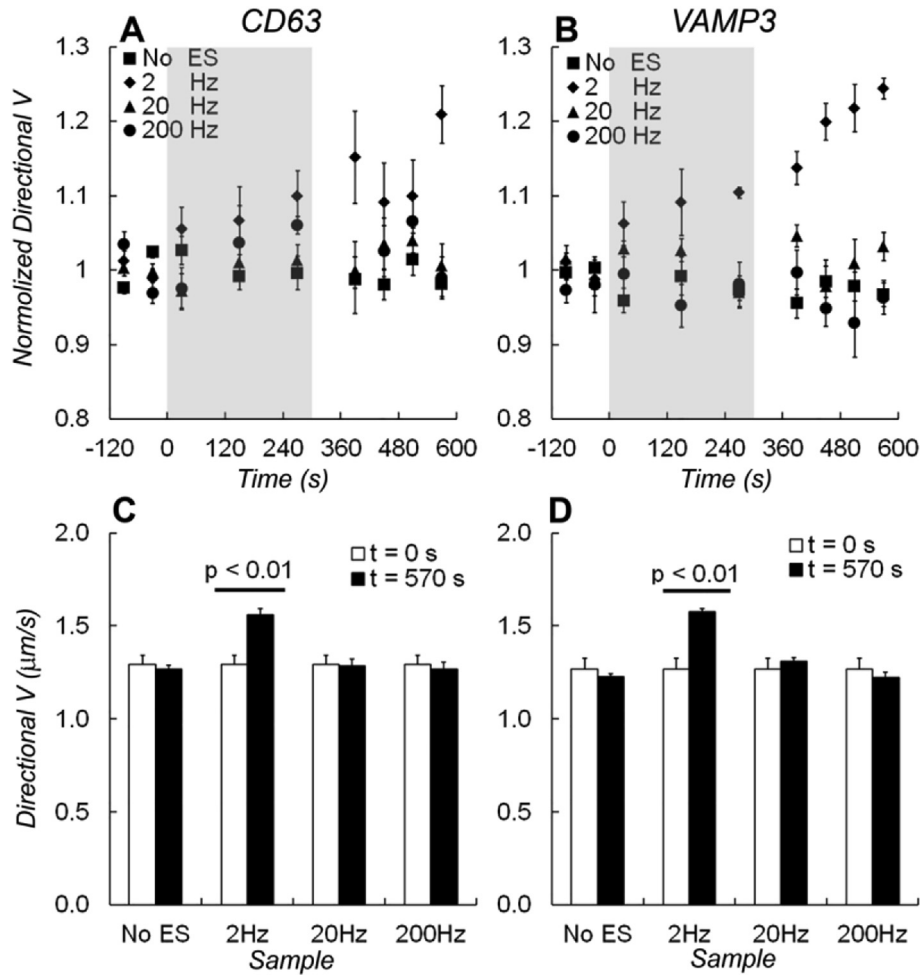 A CD63
1.3
1.2
1.1
1.0
0.9
0.8
Normolized Directional V
No ES
2 Hz
20 Hz
200 Hz
-120 0 120 240 360 480 600
Time (s)
B VAMP3
1.3
1.2
1.1
1.0
0.9
0.8
No ES
2 Hz
20 Hz
200 Hz
-120 0 120 240 360 480 600
Time (s)
C
2.0
1.5
1.0
0.5
0.0
Directional V (µm/s)
t = 0 s
t = 570 s
p < 0.01
No ES 2Hz 20Hz 200Hz
Sample
D
2.0
1.5
1.0
0.5
0.0
t = 0 s
t = 570 s
p < 0.01
No ES 2Hz 20Hz 200Hz
Sample